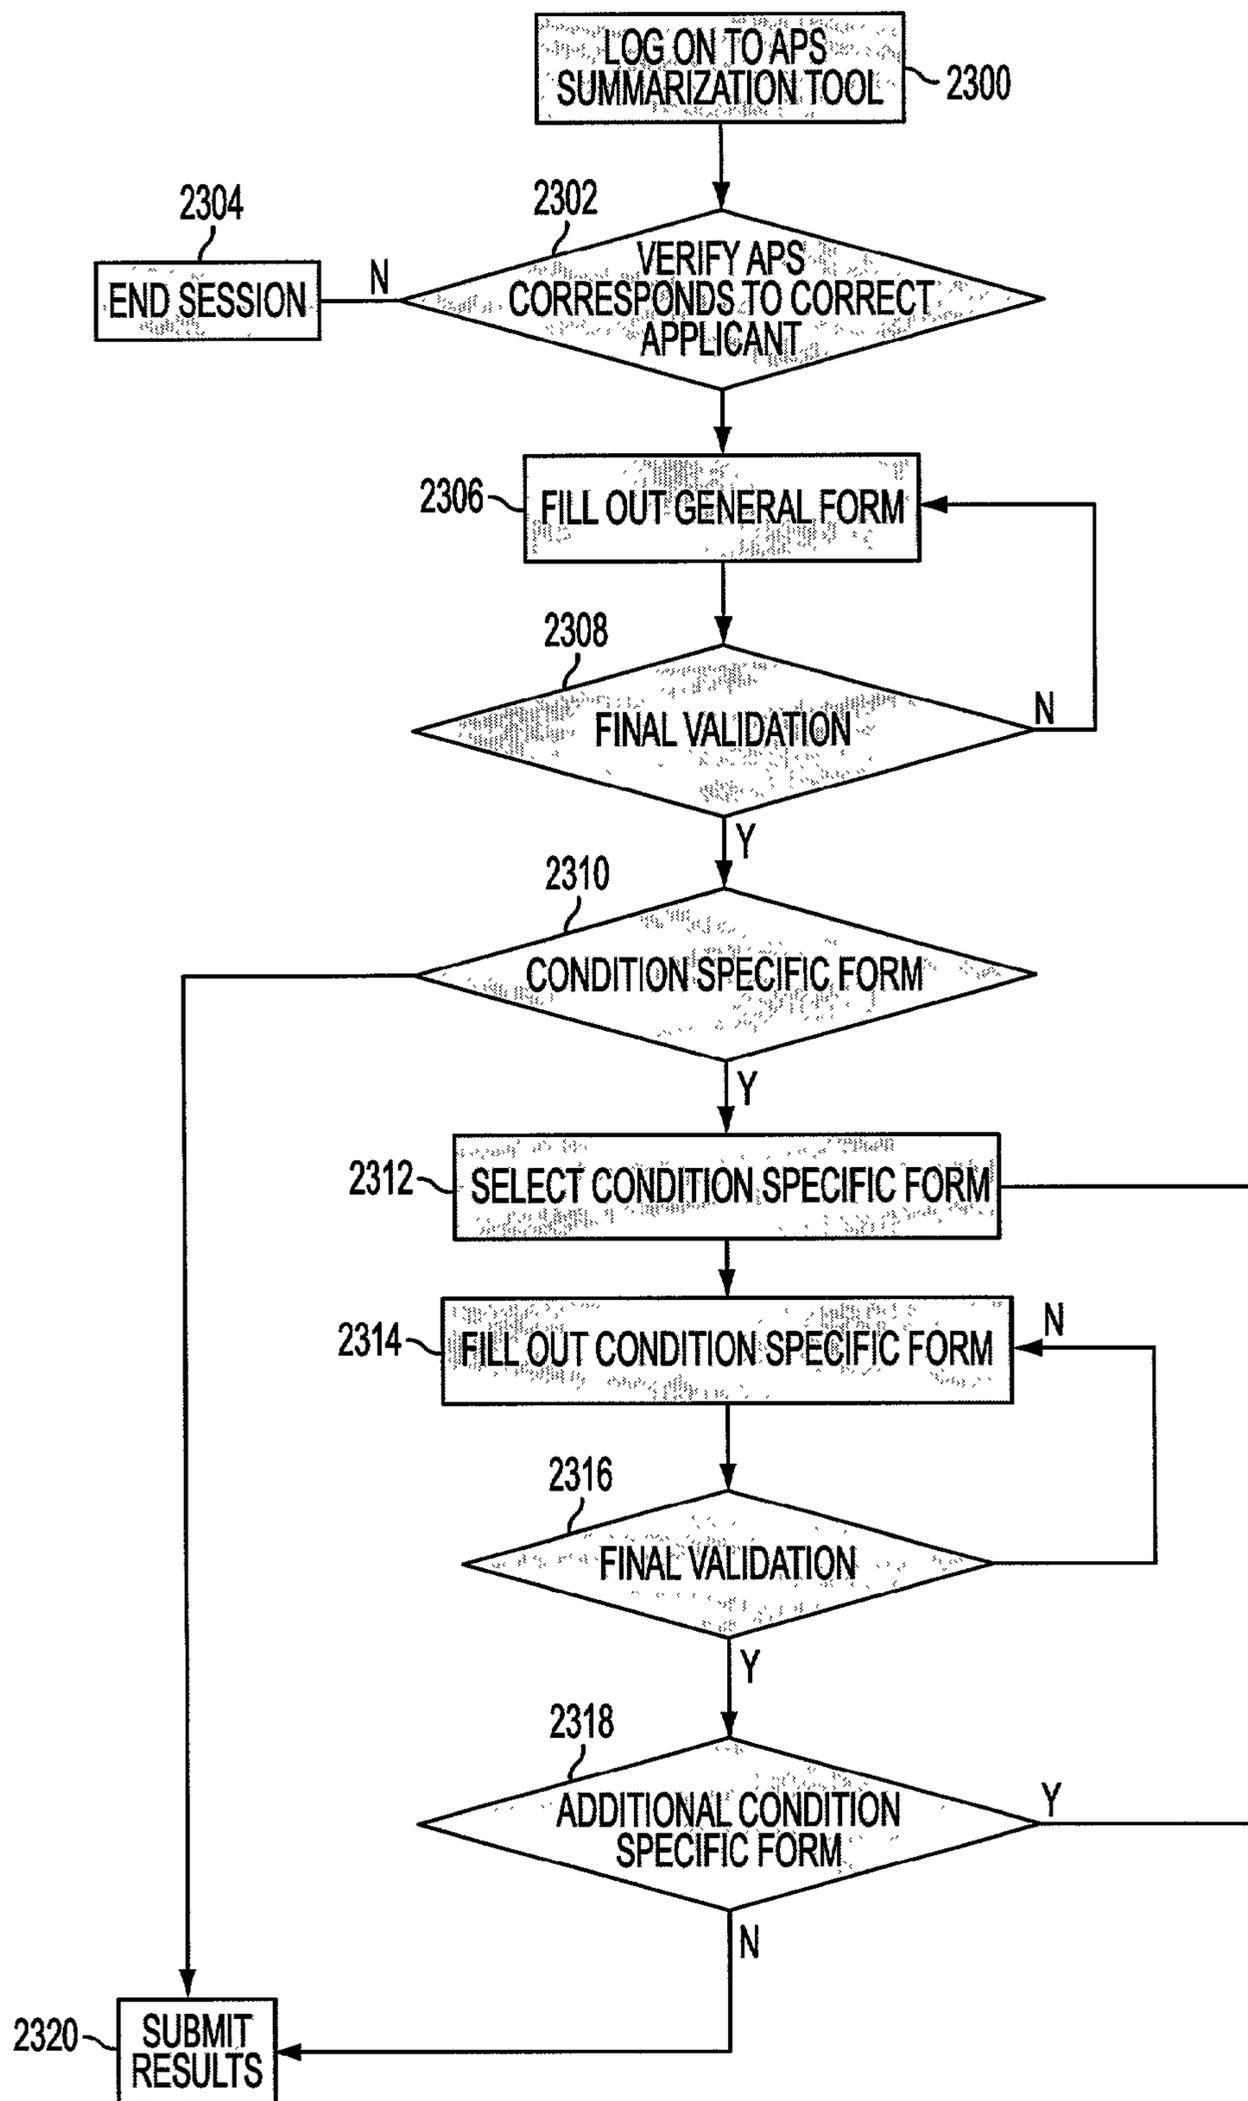 LOG ON TO APS
SUMMARIZATION TOOL
2300
2302
2304
VERIFY APS
CORRESPONDS TO CORRECT
APPLICANT
N
END SESSION
2306
FILL OUT GENERAL FORM
2308
FINAL VALIDATION
N
Y
2310
CONDITION SPECIFIC FORM
Y
2312
SELECT CONDITION SPECIFIC FORM
2314
FILL OUT CONDITION SPECIFIC FORM
N
2316
FINAL VALIDATION
Y
2318
ADDITIONAL CONDITION
SPECIFIC FORM
Y
N
2320
SUBMIT
RESULTS